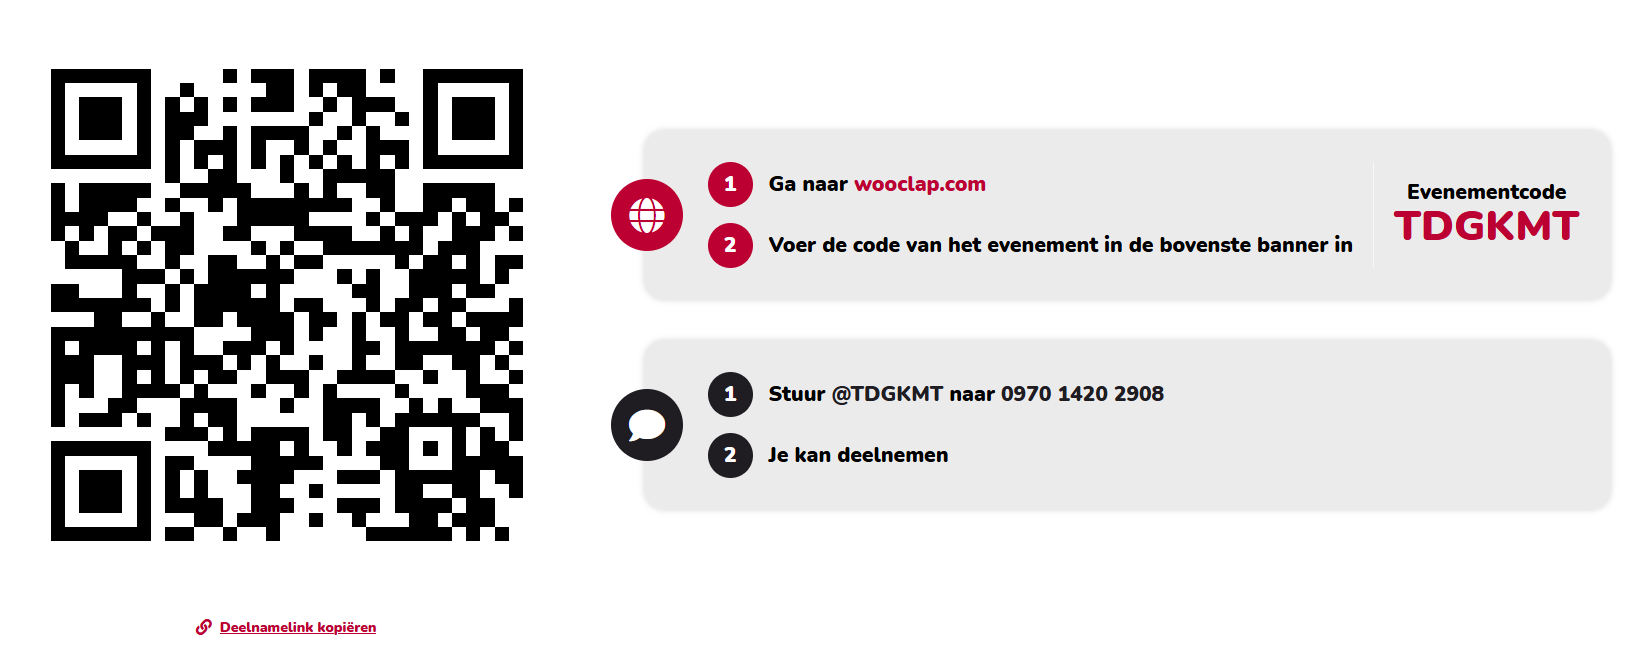 1 Ga naar wooclap.com
2 Voer de code van het evenement in de bovenste banner in
Evenementcode
TDGKMT
1 Stuur @TDGKMT naar 0970 1420 2908
2 Je kan deelnemen
Deelnamelink kopiëren